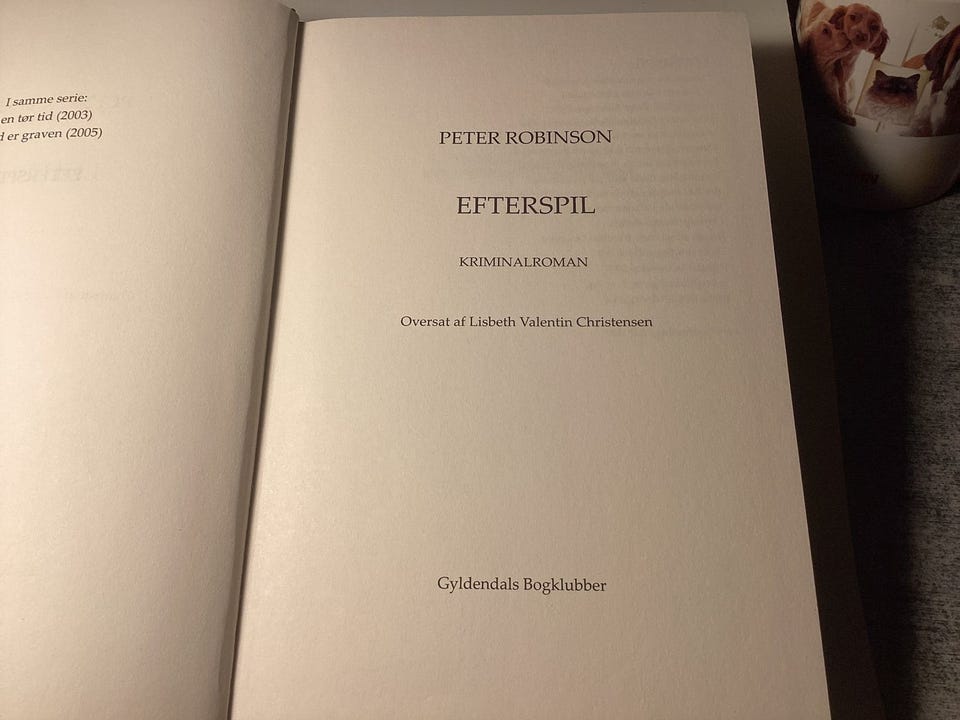 I samme serie:
en tør tid (2003)
er graven (2005)
PETER ROBINSON
EFTERSPIL
KRIMINALROMAN
Oversat af Lisbeth Valentin Christensen
Gyldendals Bogklubber